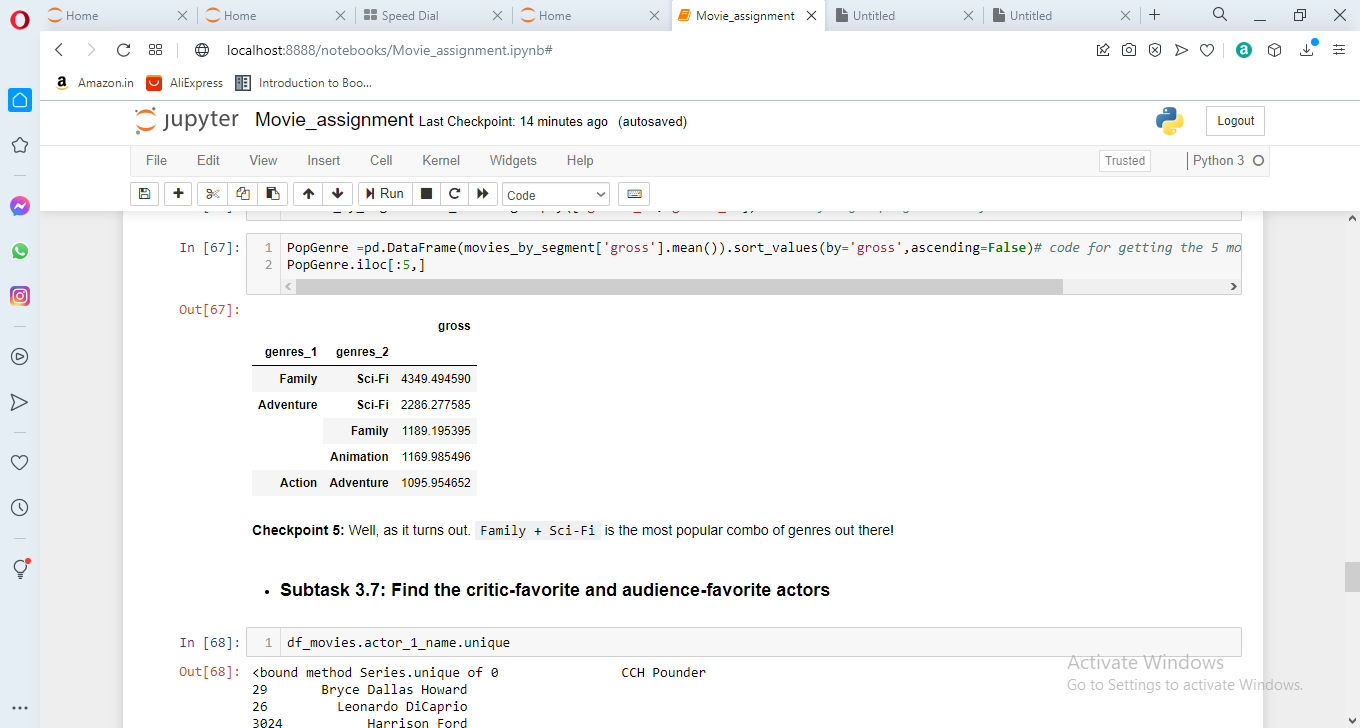 Home Home Speed Dial Home Movie_assignment Untitled Untitled
localhost:8888/notebooks/Movie_assignment.ipynb#
a Amazon.in AliExpress Introduction to Boo...
jupyter Movie_assignment Last Checkpoint: 14 minutes ago (autosaved) Logout
File Edit View Insert Cell Kernel Widgets Help Trusted Python 3
Run Code
In [67]: 1 PopGenre =pd.DataFrame(movies_by_segment['gross'].mean()).sort_values(by='gross',ascending=False)# code for getting the 5 mo
2 PopGenre.iloc[:5,]
Out[67]:
gross
genres_1 genres_2
Family Sci-Fi 4349.494590
Adventure Sci-Fi 2286.277585
Family 1189.195395
Animation 1169.985496
Action Adventure 1095.954652
Checkpoint 5: Well, as it turns out. Family + Sci-Fi is the most popular combo of genres out there!
• Subtask 3.7: Find the critic-favorite and audience-favorite actors
In [68]: 1 df_movies.actor_1_name.unique
Out[68]: <bound method Series.unique of 0 CCH Pounder
29 Bryce Dallas Howard
26 Leonardo DiCaprio
3024 Harrison Ford
Activate Windows
Go to Settings to activate Windows.